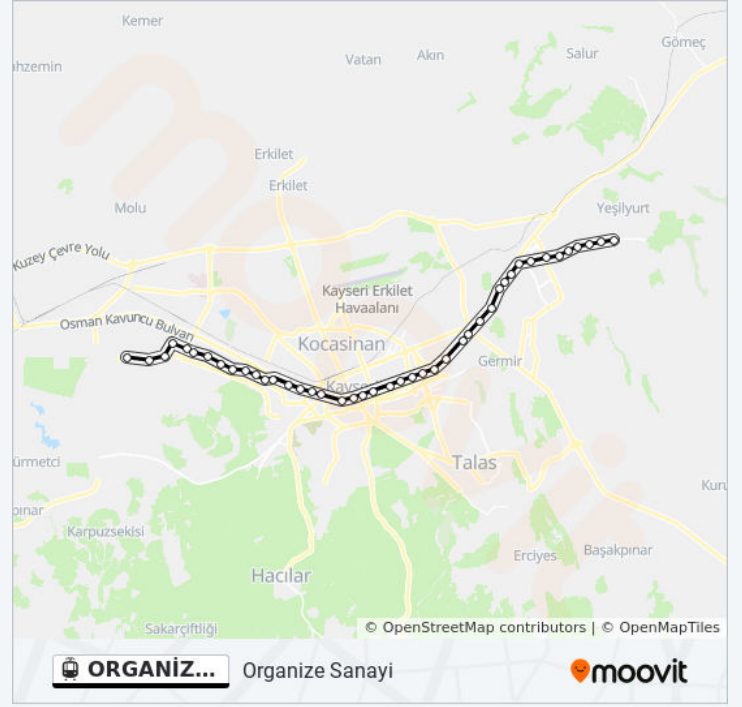 Kemer
Gömeç
Salur
Akın
Vatan
ahzemin
Erkilet
Erkilet
Molu
Yeşilyurt
Kuzey Çevre Yolu
Kayseri Erkilet
Havaalanı
Osman Kavuncu Bulvarı
Kocasinan
Germir
Kayseri
Talas
ürmetci
Kuru
pınar
Karpuzsekisi
Erciyes
Başakpınar
Hacılar
Sakarçiftliği
© OpenStreetMap contributors | © OpenMapTiles
ORGANİZ... Organize Sanayi
moovit